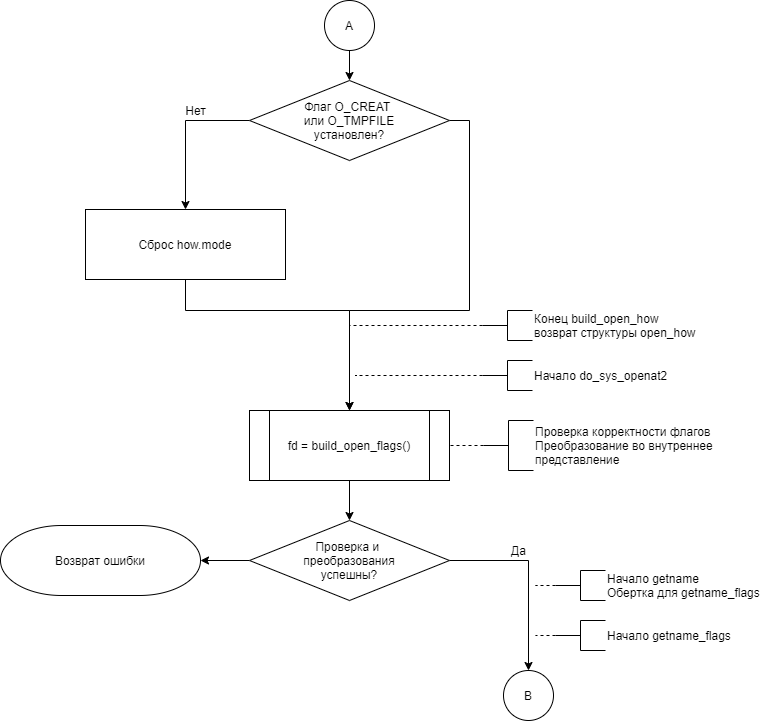 A
Флаг O_CREAT
или O_TMPFILE
установлен?
Нет
Сброс how.mode
Конец build_open_how
возврат структуры open_how
Начало do_sys_openat2
fd = build_open_flags()
Проверка корректности флагов
Преобразование во внутреннее
представление
Проверка и
преобразования
успешны?
Возврат ошибки
Да
Начало getname
Обертка для getname_flags
Начало getname_flags
B